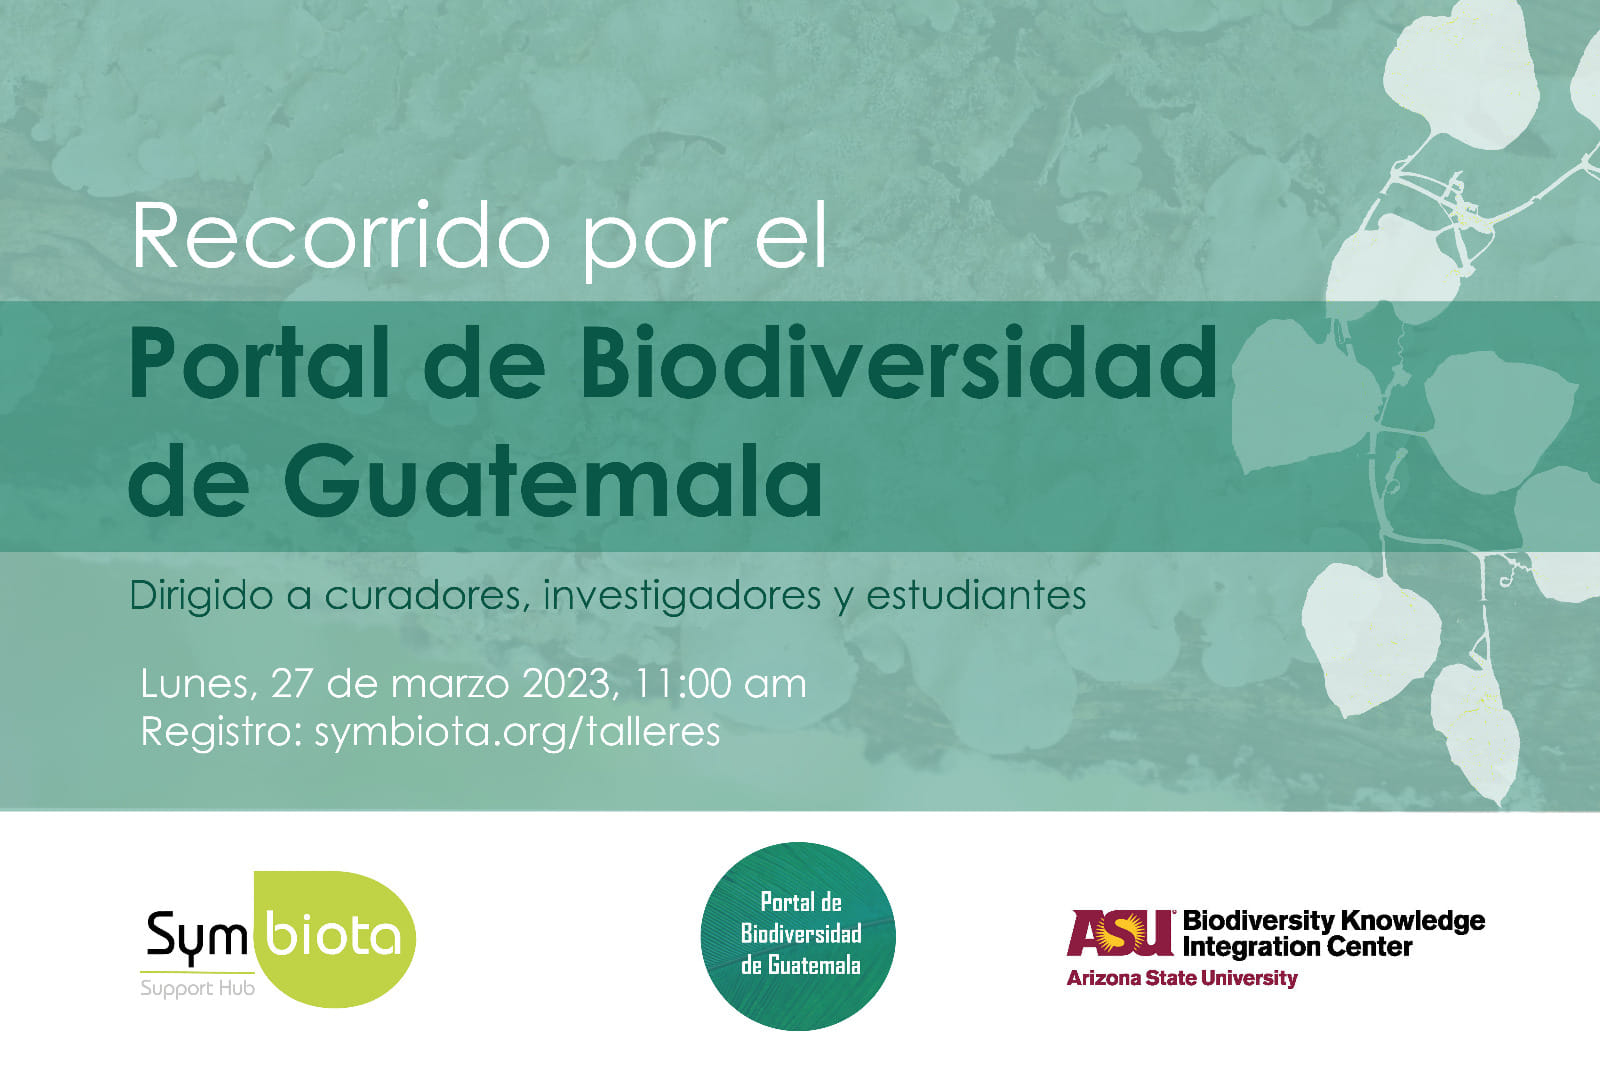 Recorrido por el
Portal de Biodiversidad
de Guatemala
Dirigido a curadores, investigadores y estudiantes
Lunes, 27 de marzo 2023, 11:00 am
Registro: symbiota.org/talleres
Symbiota
Support Hub
Portal de
Biodiversidad
de Guatemala
ASU Biodiversity Knowledge
Integration Center
Arizona State University